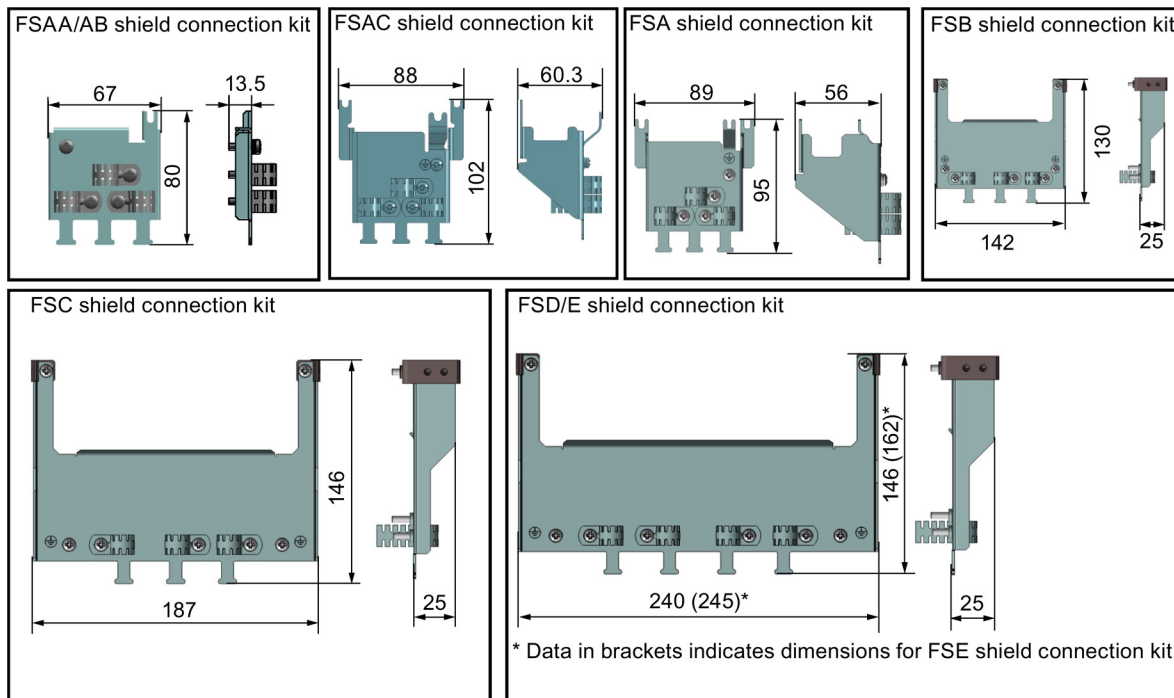 FSAA/AB shield connection kit
67
13.5
80
FSAC shield connection kit
88
60.3
102
FSA shield connection kit
89
56
95
FSB shield connection kit
130
142
25
FSC shield connection kit
146
187
25
FSD/E shield connection kit
146 (162)*
240 (245)*
25
* Data in brackets indicates dimensions for FSE shield connection kit